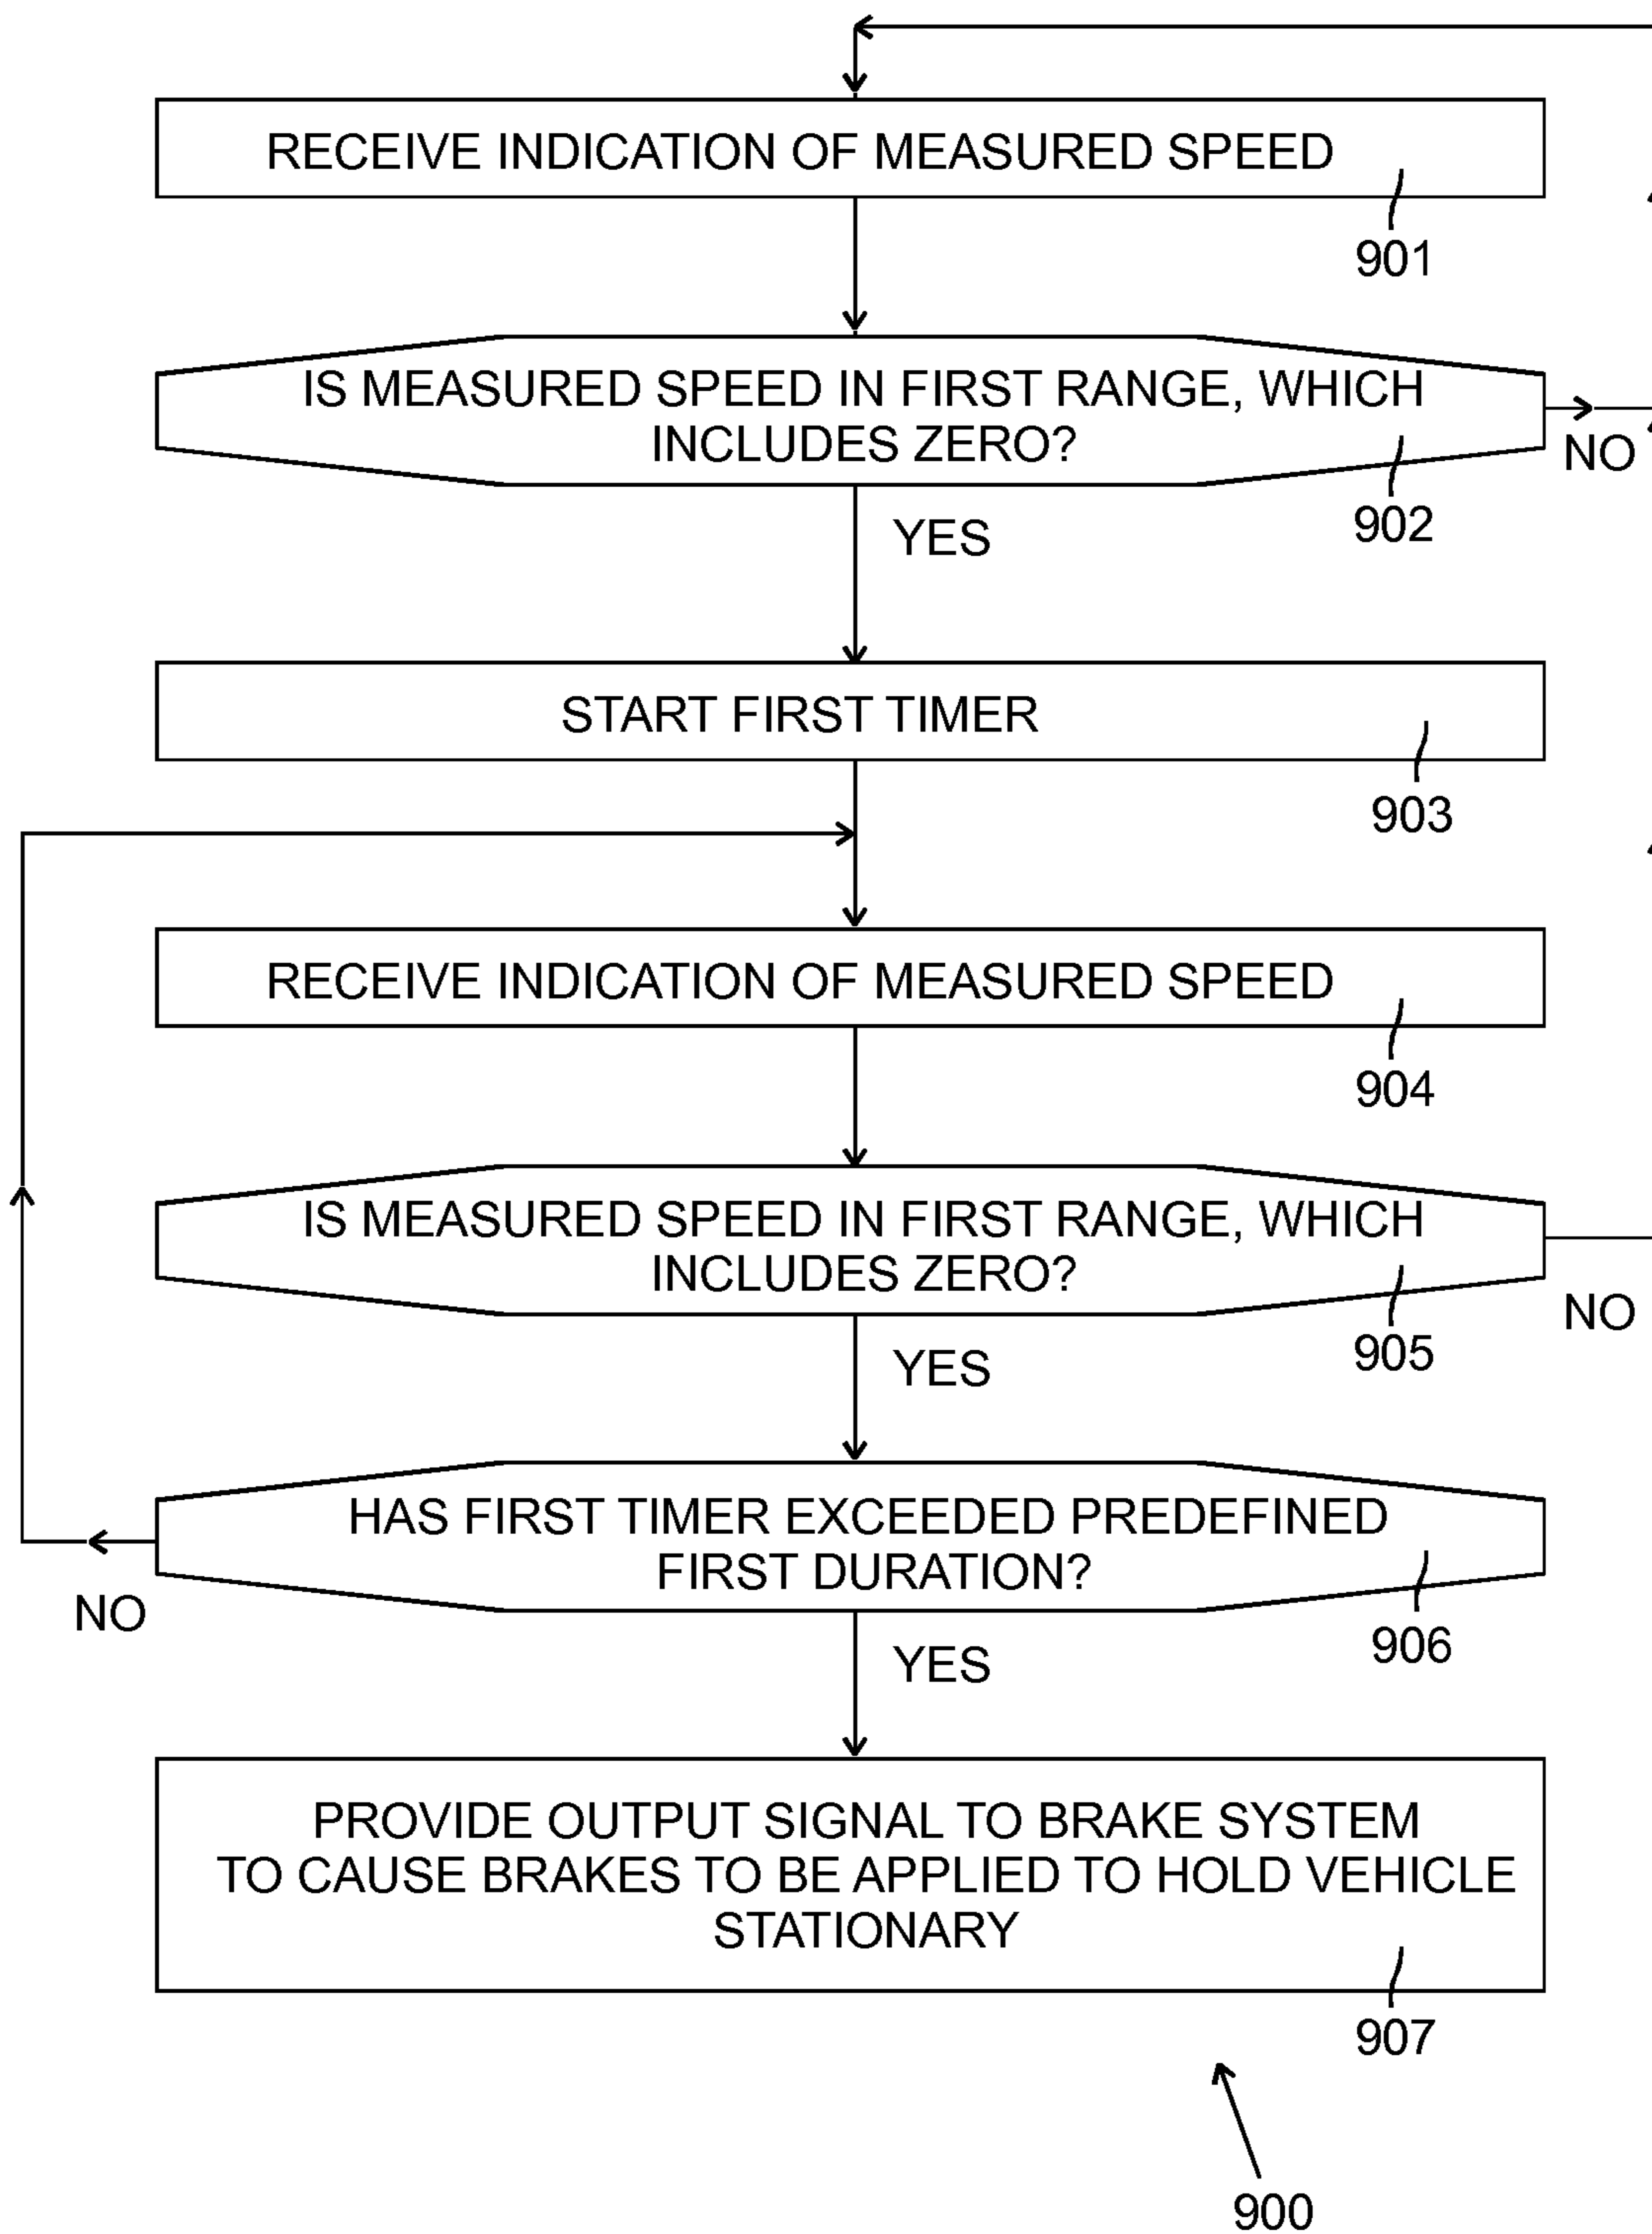 RECEIVE INDICATION OF MEASURED SPEED
901
IS MEASURED SPEED IN FIRST RANGE, WHICH
INCLUDES ZERO?
NO
902
YES
START FIRST TIMER
903
RECEIVE INDICATION OF MEASURED SPEED
904
IS MEASURED SPEED IN FIRST RANGE, WHICH
INCLUDES ZERO?
NO
905
YES
HAS FIRST TIMER EXCEEDED PREDEFINED
FIRST DURATION?
NO
906
YES
PROVIDE OUTPUT SIGNAL TO BRAKE SYSTEM
TO CAUSE BRAKES TO BE APPLIED TO HOLD VEHICLE
STATIONARY
907
900